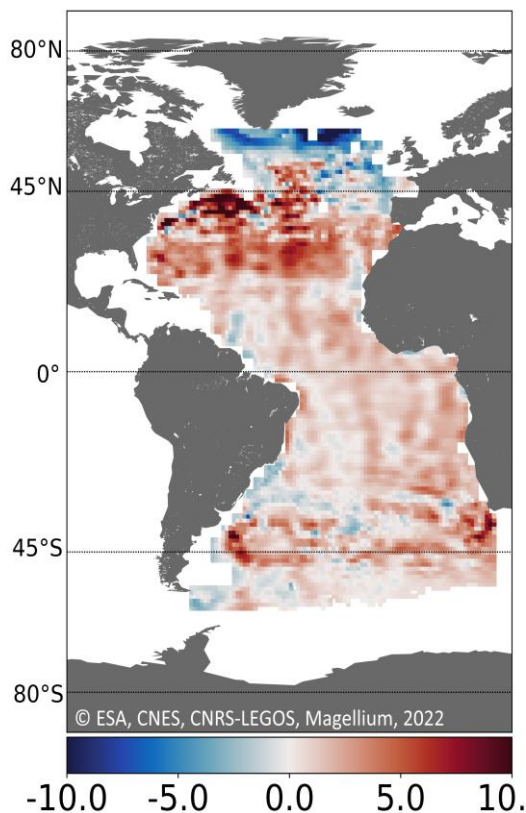 80°N
45°N
0°
45°S
80°S
© ESA, CNES, CNRS-LEGOS, Magellium, 2022
-10.0 -5.0 0.0 5.0 10.